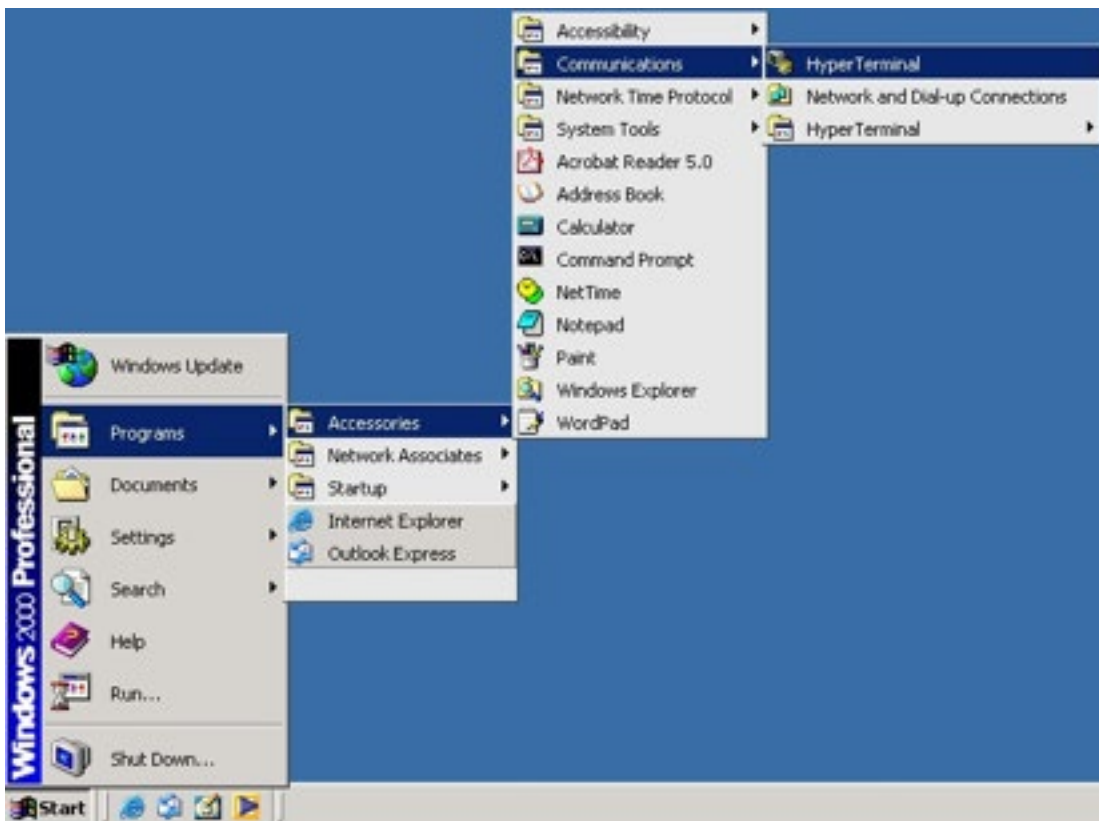 Accessibility
Communications
Network Time Protocol
System Tools
Acrobat Reader 5.0
Address Book
Calculator
Command Prompt
NetTime
Notepad
Paint
Windows Explorer
WordPad
HyperTerminal
Network and Dial-up Connections
HyperTerminal
Windows Update
Programs
Documents
Settings
Search
Help
Run...
Shut Down...
Accessories
Network Associates
Startup
Internet Explorer
Outlook Express
Windows 2000 Professional
Start